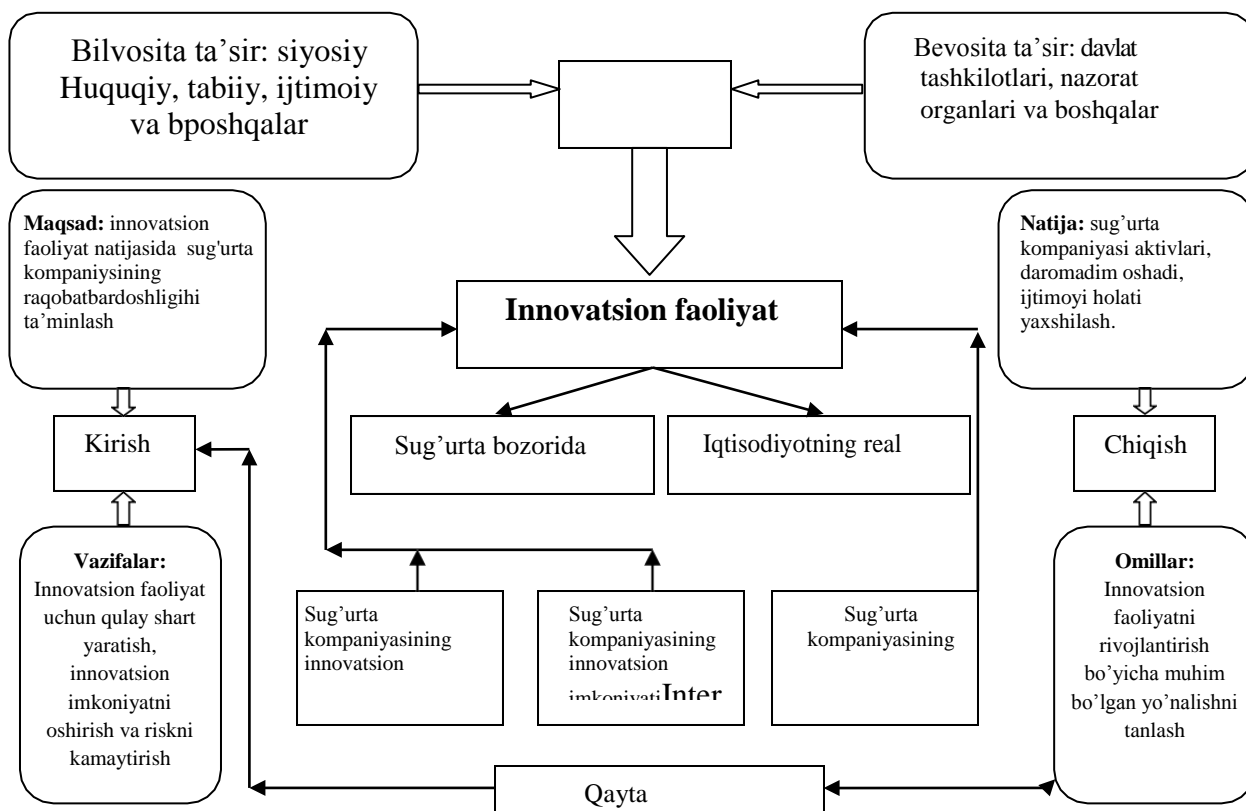 Bilvosita ta’sir: siyosiy
Huquqiy, tabiiy, ijtimoiy
va bposhqalar
Bevosita ta’sir: davlat
tashkilotlari, nazorat
organlari va boshqalar
Maqsad: innovatsion
faoliyat natijasida sug'urta
kompaniysining
raqobatbardoshligihi
ta’minlash
Natija: sug’urta
kompaniyasi aktivlari,
daromadim oshadi,
ijtimoyi holati
yaxshilash.
Innovatsion faoliyat
Kirish
Sug’urta bozorida
Iqtisodiyotning real
Chiqish
Vazifalar:
Innovatsion faoliyat
uchun qulay shart
yaratish,
innovatsion
imkoniyatni
oshirish va riskni
kamaytirish
Sug’urta
kompaniyasining
innovatsion
Sug’urta
kompaniyasining
innovatsion
imkoniyatiInter
Sug’urta
kompaniyasining
Omillar:
Innovatsion
faoliyatni
rivojlantirish
bo’yicha muhim
bo’lgan yo’nalishni
tanlash
Qayta